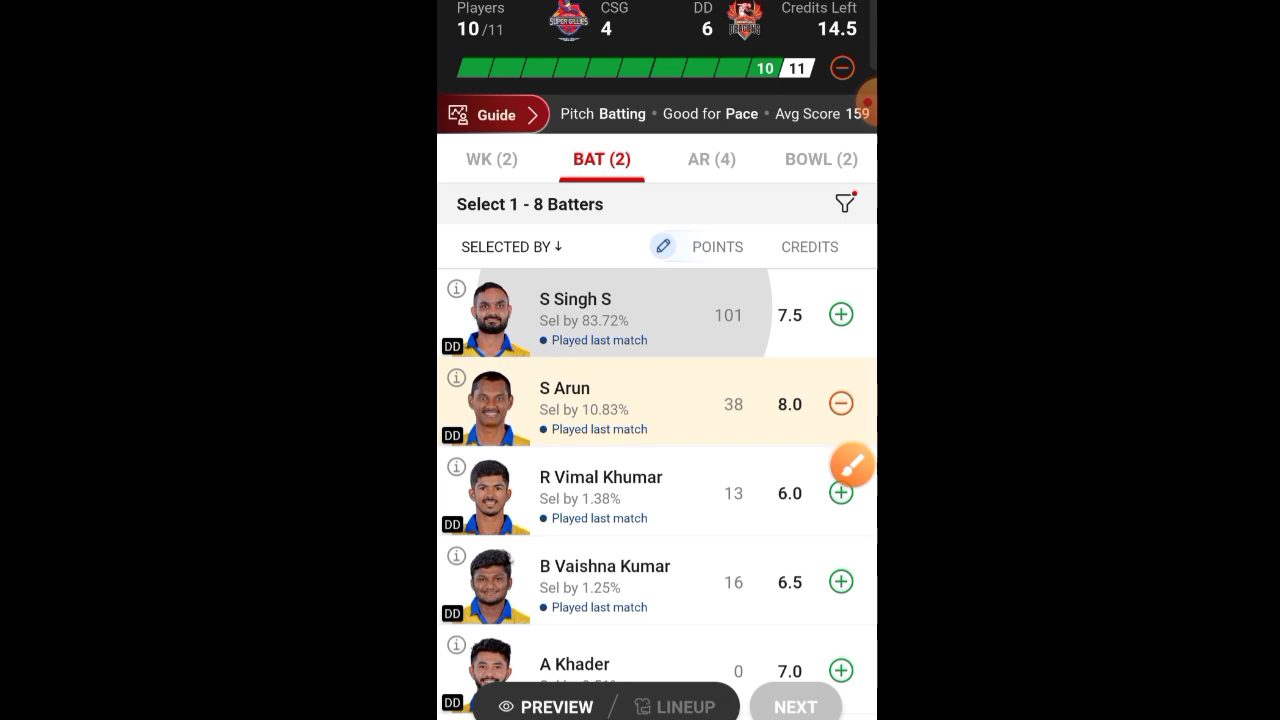 Players CSG DD Credits Left
10 /11 4 6 14.5
SUPER GILLIES
DRAGONS
10 11
Guide Pitch Batting • Good for Pace • Avg Score 159
WK (2) BAT (2) AR (4) BOWL (2)
Select 1 - 8 Batters
SELECTED BY ↓ POINTS CREDITS
S Singh S
Sel by 83.72% 101 7.5
DD • Played last match
S Arun
Sel by 10.83% 38 8.0
DD • Played last match
R Vimal Khumar
Sel by 1.38% 13 6.0
DD • Played last match
B Vaishna Kumar
Sel by 1.25% 16 6.5
DD • Played last match
A Khader 0 7.0
DD
PREVIEW / LINEUP NEXT